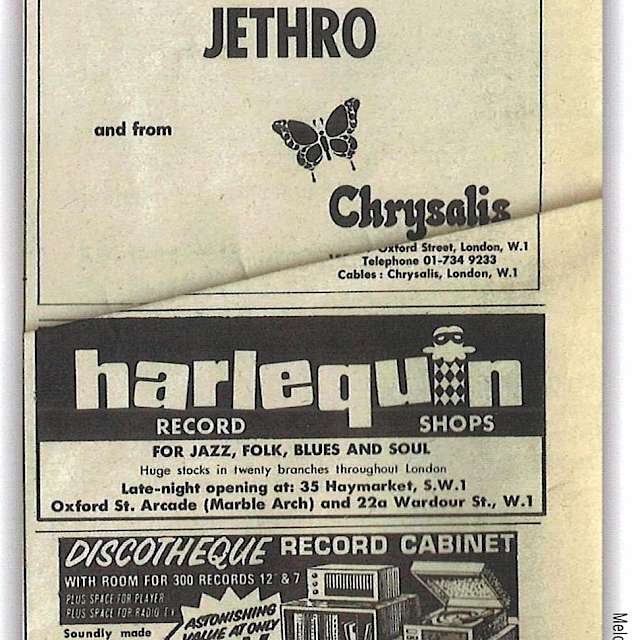 JETHRO
and from
Chrysalis
Oxford Street, London, W.1
Telephone 01-734 9233
Cables : Chrysalis, London, W.1
harlequin
RECORD SHOPS
FOR JAZZ, FOLK, BLUES AND SOUL
Huge stocks in twenty branches throughout London
Late-night opening at: 35 Haymarket, S.W.1
Oxford St. Arcade (Marble Arch) and 22a Wardour St., W.1
DISCOTHEQUE RECORD CABINET
WITH ROOM FOR 300 RECORDS 12" & 7
PLUS SPACE FOR PLAYER
PLUS SPACE FOR RADIO T.V
ASTONISHING
VALUE AT ONLY
Soundly made